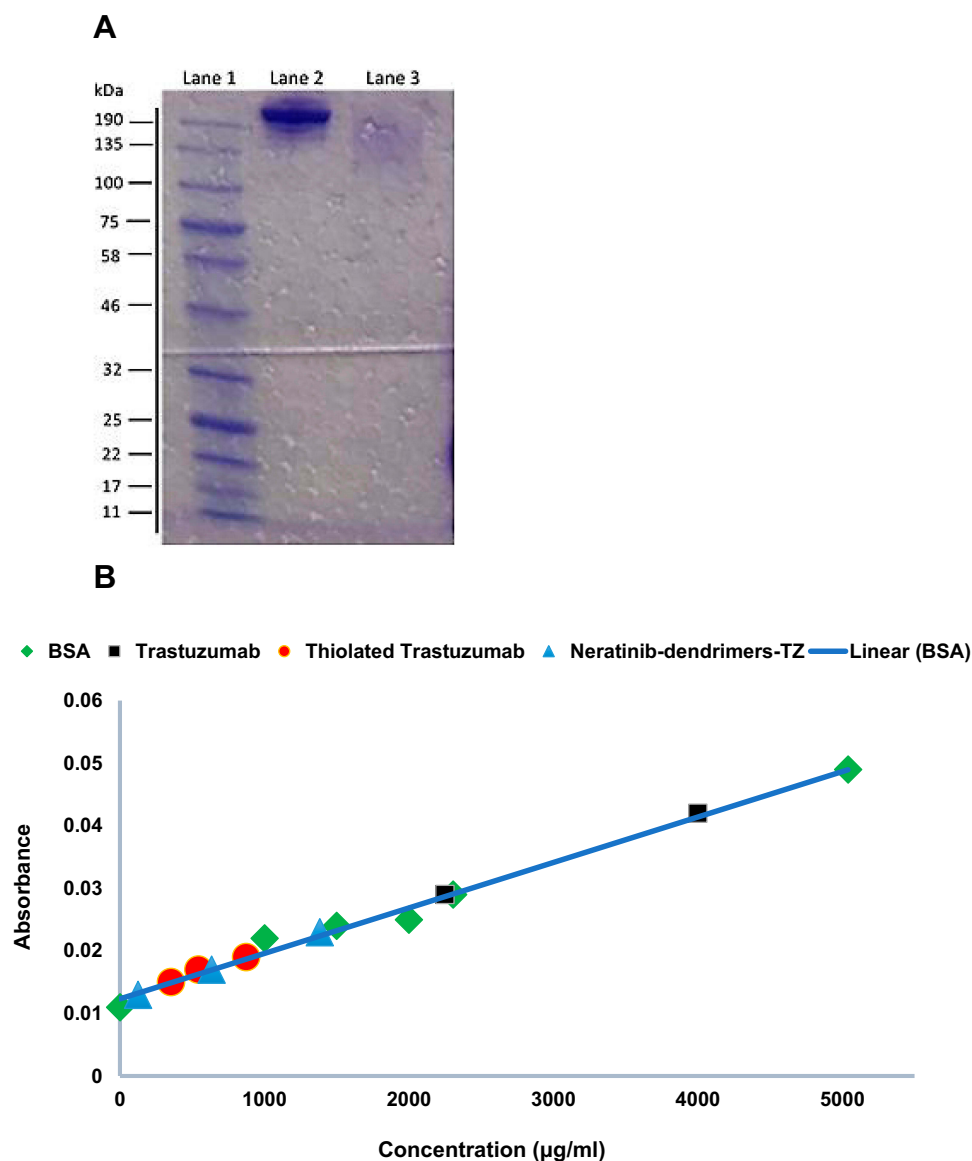 A
Lane 1 Lane 2 Lane 3
kDa
190
135
100
75
58
46
32
25
22
17
11
B
BSA Trastuzumab Thiolated Trastuzumab Neratinib-dendrimers-TZ Linear (BSA)
0.06
0.05
0.04
0.03
0.02
0.01
0
0 1000 2000 3000 4000 5000
Absorbance
Concentration (μg/ml)